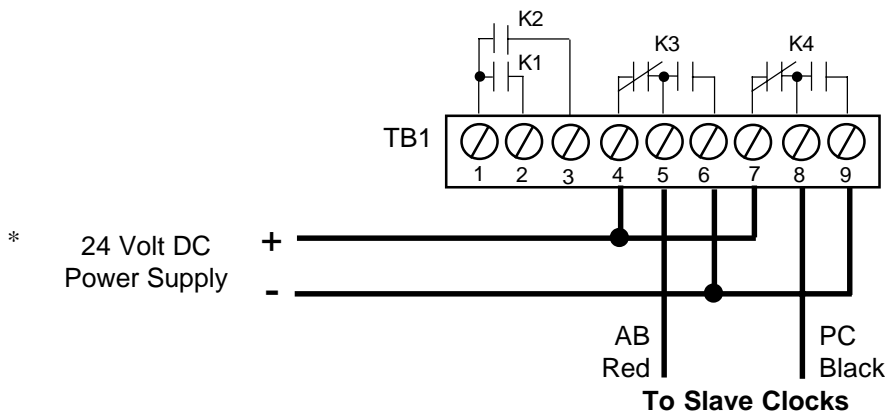 K2
K1
K3
K4
TB1
1 2 3 4 5 6 7 8 9
* 24 Volt DC +
Power Supply -
AB PC
Red Black
To Slave Clocks